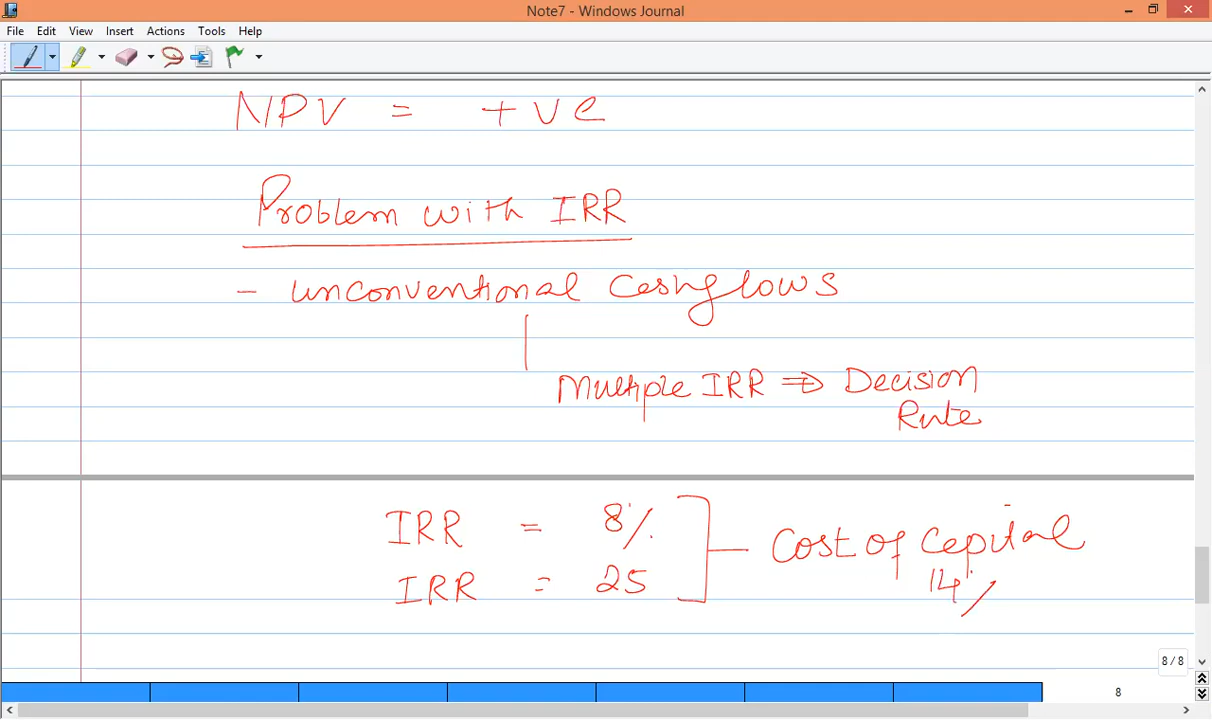 Note7 - Windows Journal
File Edit View Insert Actions Tools Help
NPV = +ve
Problem with IRR
- unconventional Cashflows
Multiple IRR ⇒ Decision
Rule
IRR = 8%
IRR = 25
Cost of Capital
14%
8 / 8
8